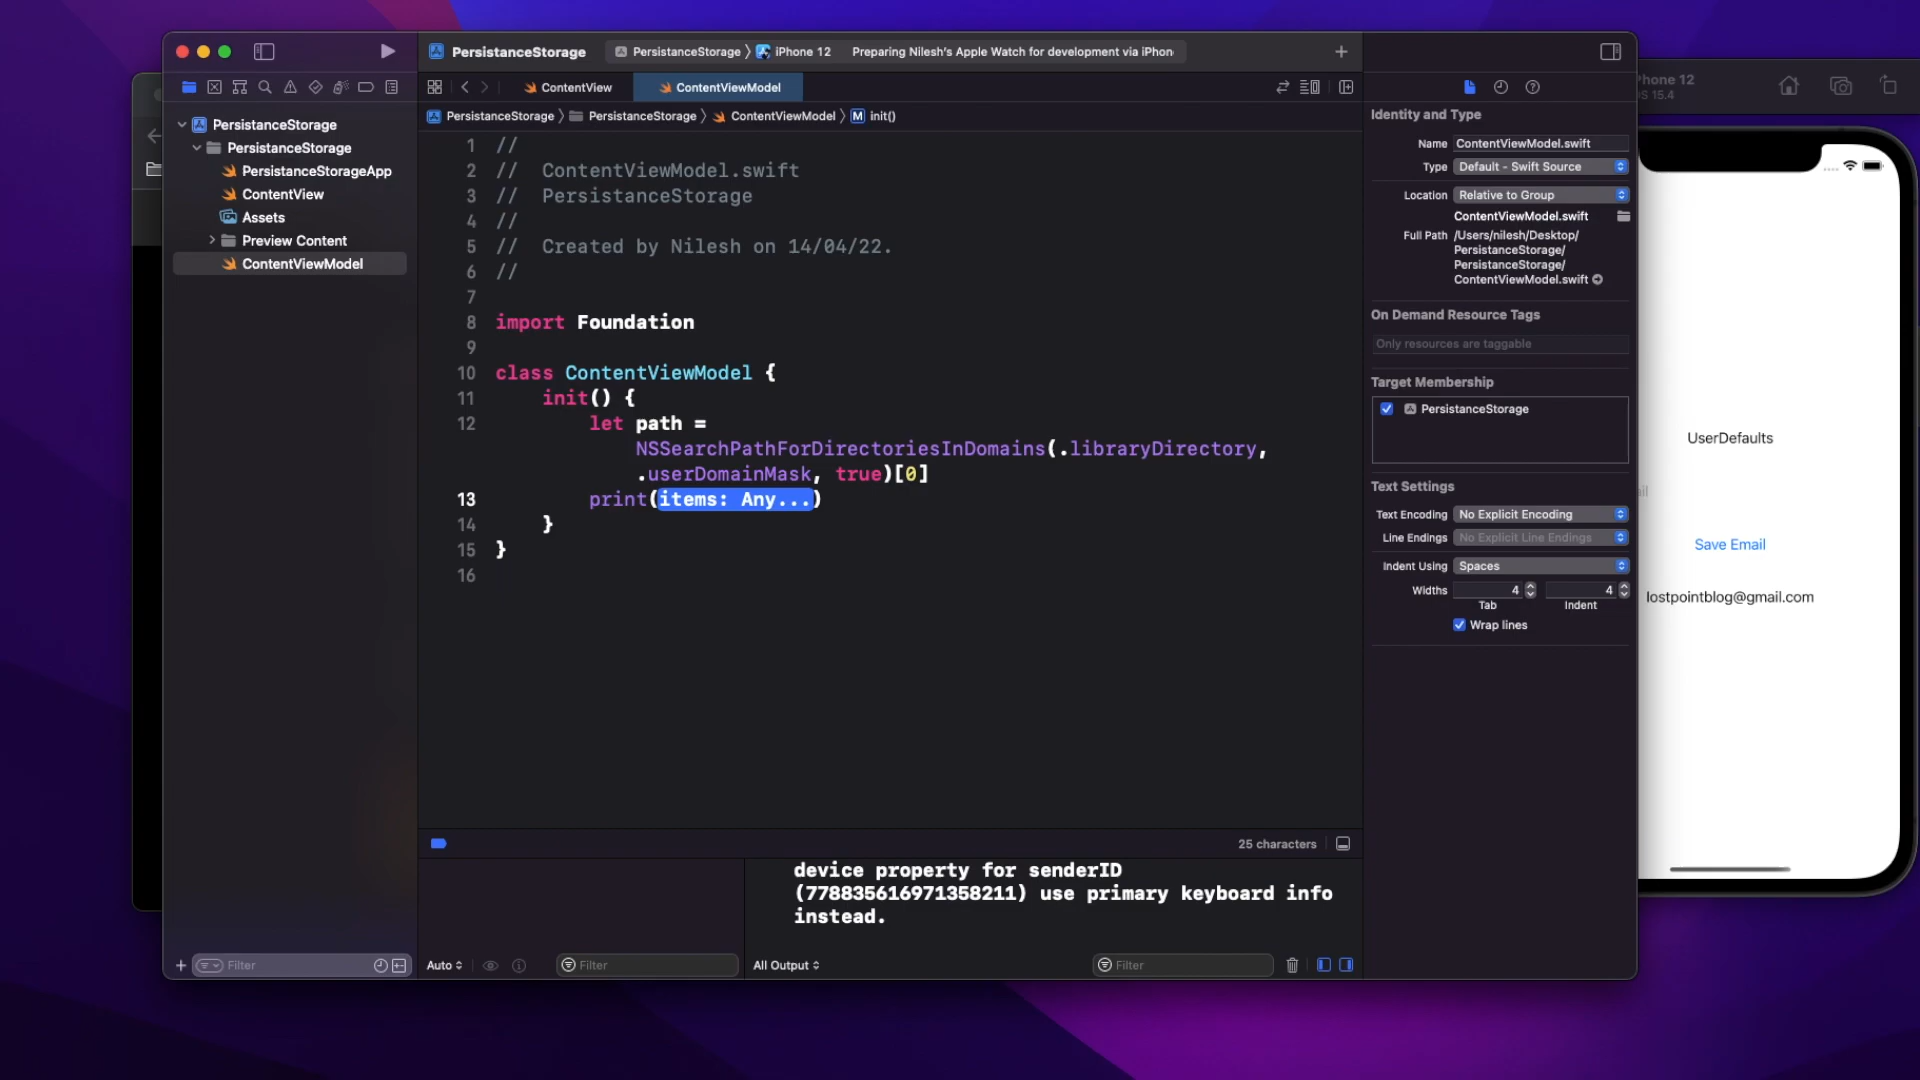 PersistanceStorage
PersistanceStorage
iPhone 12
Preparing Nilesh's Apple Watch for development via iPhon
ContentView
ContentViewModel
PersistanceStorage
PersistanceStorage
ContentViewModel
M
init()
PersistanceStorage
PersistanceStorage
PersistanceStorageApp
ContentView
Assets
Preview Content
ContentViewModel
1 //
2 //  ContentViewModel.swift
3 //  PersistanceStorage
4 //
5 //  Created by Nilesh on 14/04/22.
6 //
7
8 import Foundation
9
10 class ContentViewModel {
11     init() {
12         let path =
NSSearchPathForDirectoriesInDomains(.libraryDirectory,
.userDomainMask, true)[0]
13         print(items: Any...)
14     }
15 }
16
25 characters
device property for senderID
(778835616971358211) use primary keyboard info
instead.
Filter
Auto
Filter
All Output
Filter
Identity and Type
Name ContentViewModel.swift
Type Default - Swift Source
Location Relative to Group
ContentViewModel.swift
Full Path /Users/nilesh/Desktop/
PersistanceStorage/
PersistanceStorage/
ContentViewModel.swift
On Demand Resource Tags
Only resources are taggable
Target Membership
PersistanceStorage
Text Settings
Text Encoding No Explicit Encoding
Line Endings No Explicit Line Endings
Indent Using Spaces
Widths 4 4
Tab Indent
Wrap lines
hone 12
S 15.4
UserDefaults
ail
Save Email
lostpointblog@gmail.com